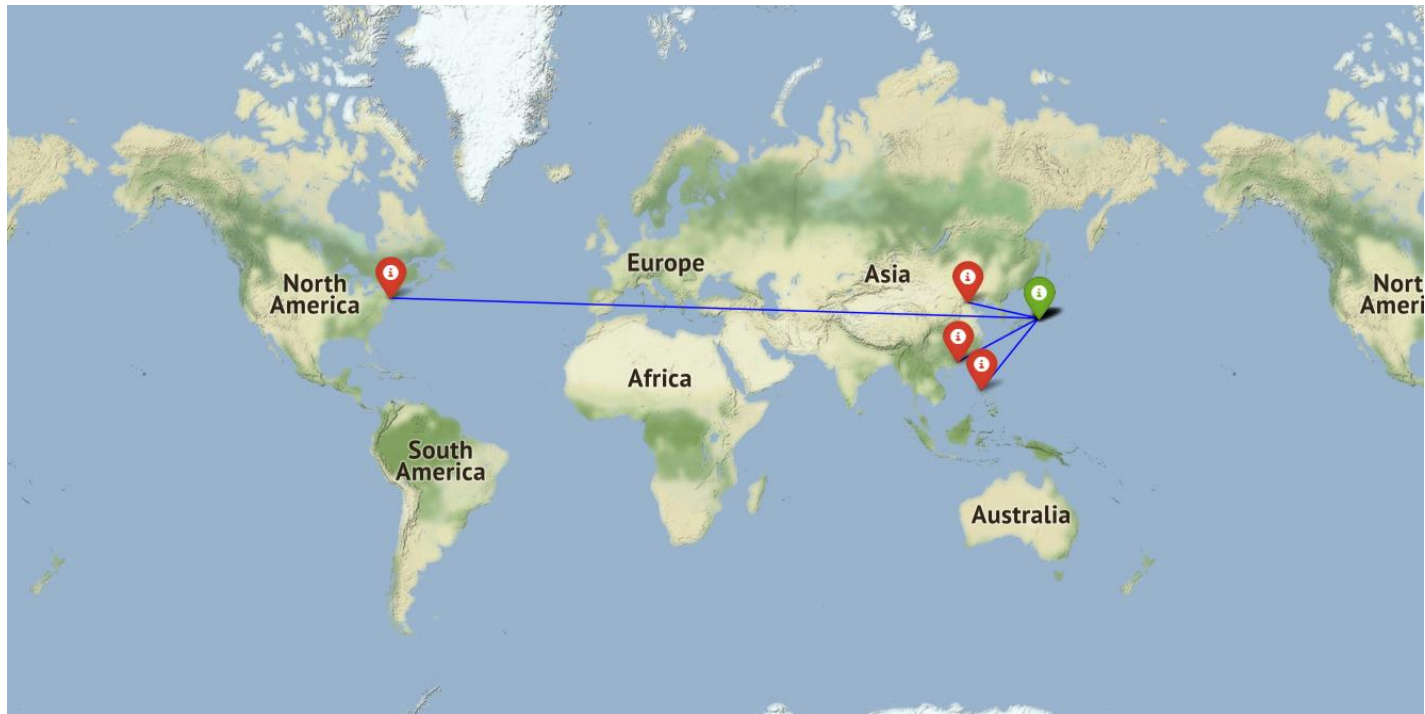 North
America
Europe
Asia
Nort
Ameri
Africa
South
America
Australia
i
i
i
i
i